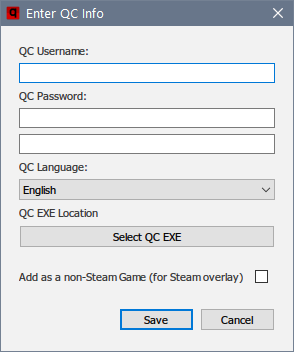 Enter QC Info
QC Username:
QC Password:
QC Language:
English
QC EXE Location
Select QC EXE
Add as a non-Steam Game (for Steam overlay)
Save Cancel